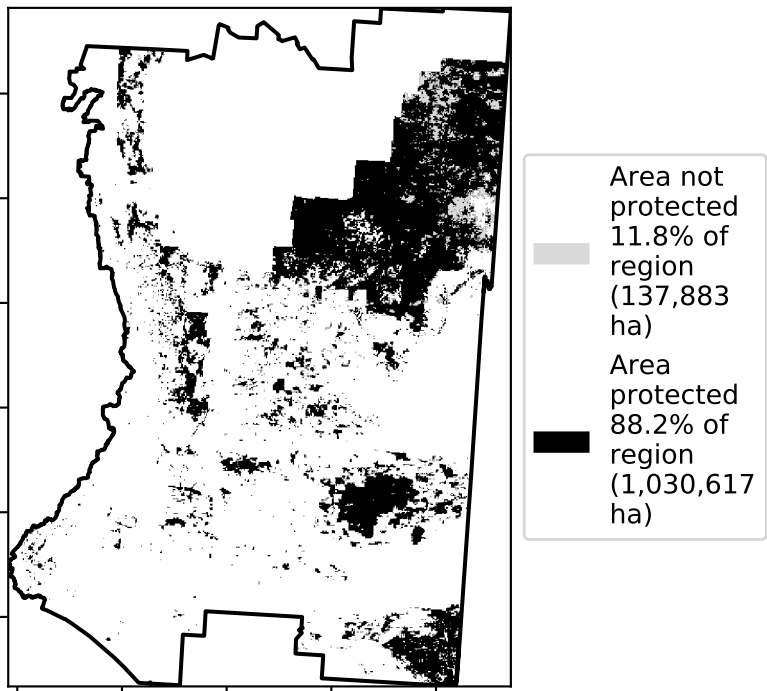 Area not
protected
11.8% of
region
(137,883
ha)
Area
protected
88.2% of
region
(1,030,617
ha)